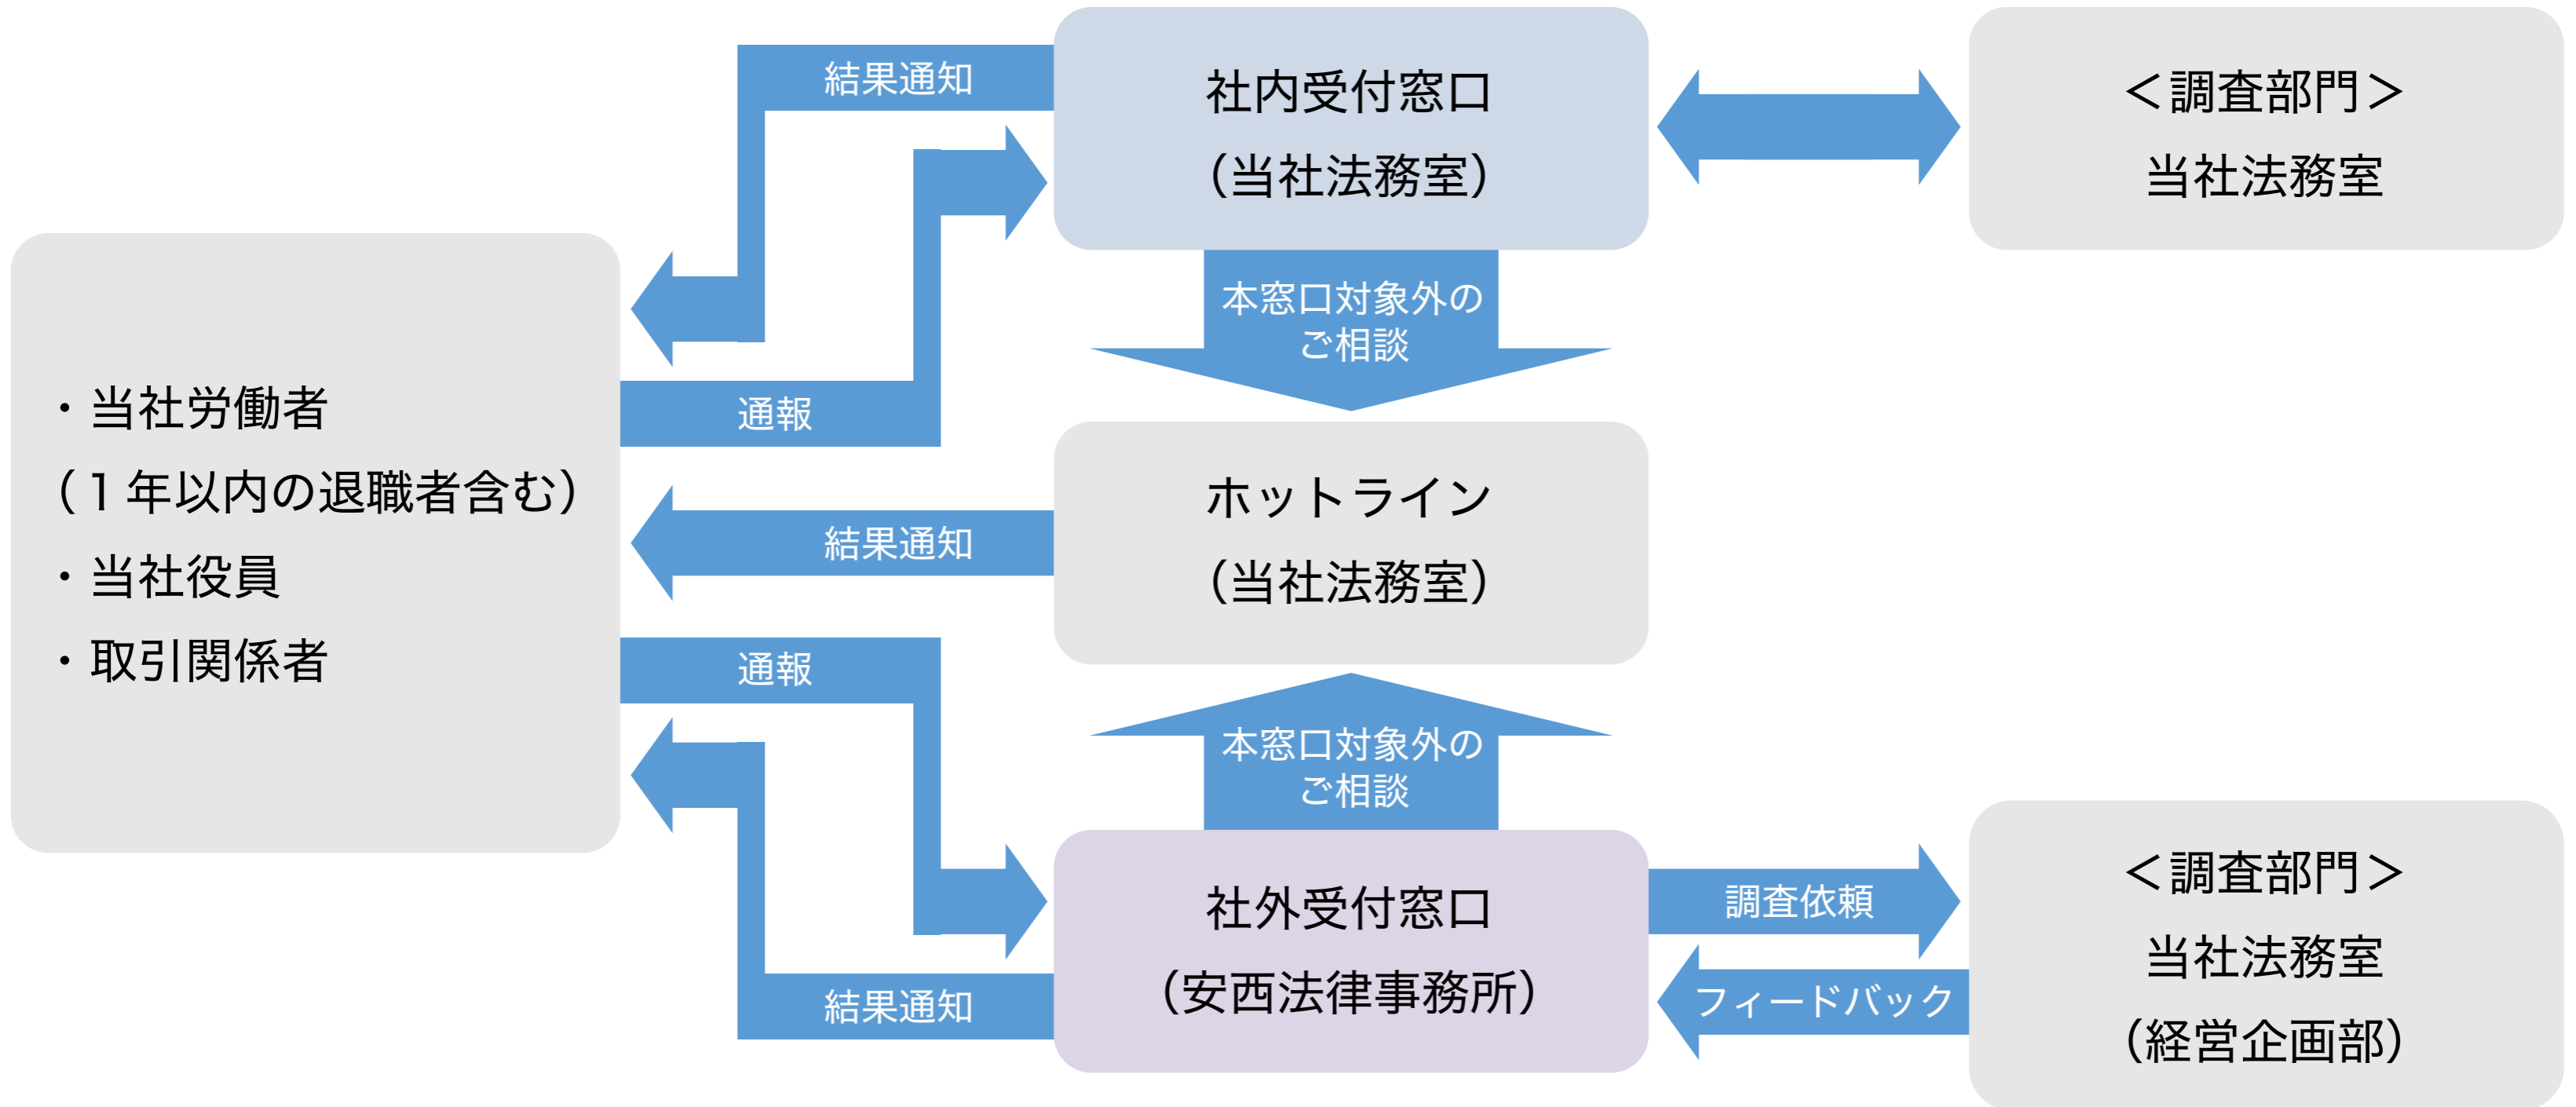 結果通知
社内受付窓口
（当社法務室）
＜調査部門＞
当社法務室
本窓口対象外の
ご相談
・当社労働者
（１年以内の退職者含む）
・当社役員
・取引関係者
通報
結果通知
ホットライン
（当社法務室）
通報
本窓口対象外の
ご相談
社外受付窓口
（安西法律事務所）
結果通知
調査依頼
フィードバック
＜調査部門＞
当社法務室
（経営企画部）